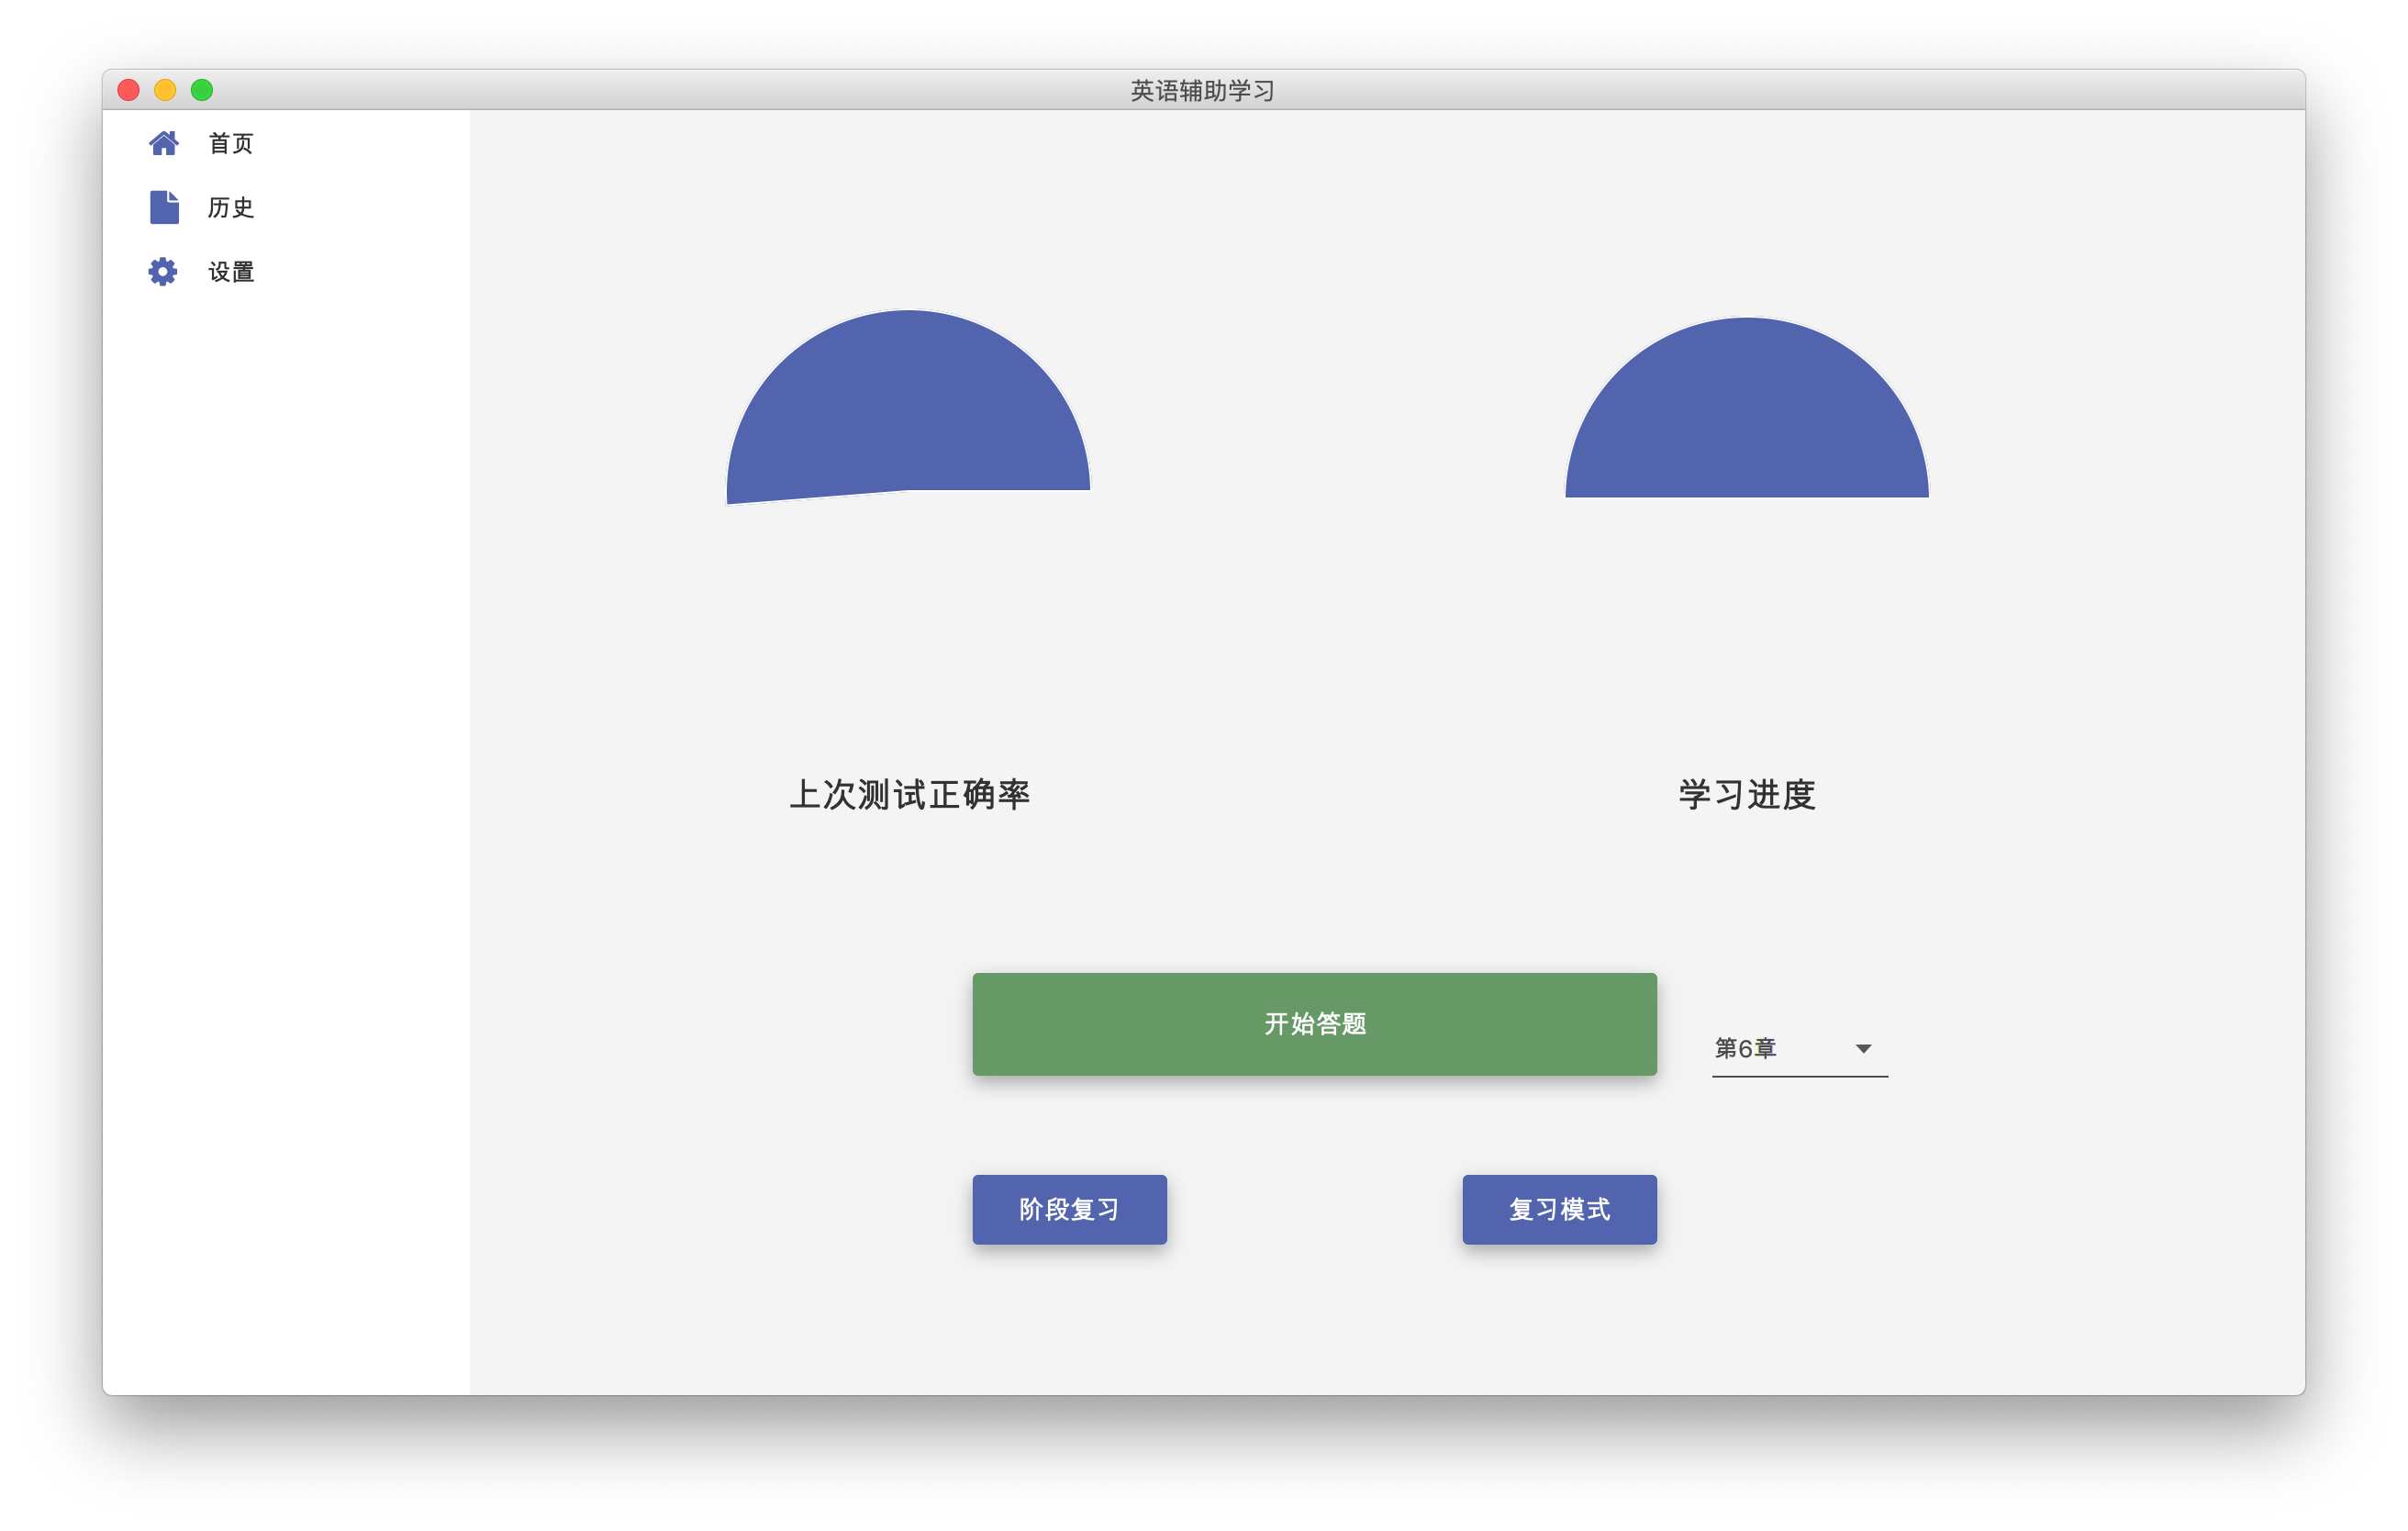 英语辅助学习
首页
历史
设置
上次测试正确率
学习进度
开始答题
第6章
阶段复习
复习模式